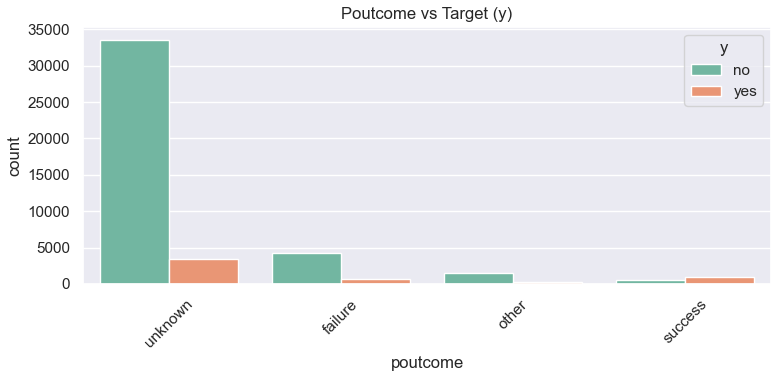 Poutcome vs Target (y)
35000
30000
25000
20000
15000
10000
5000
0
count
y
no
yes
unknown
failure
other
success
poutcome